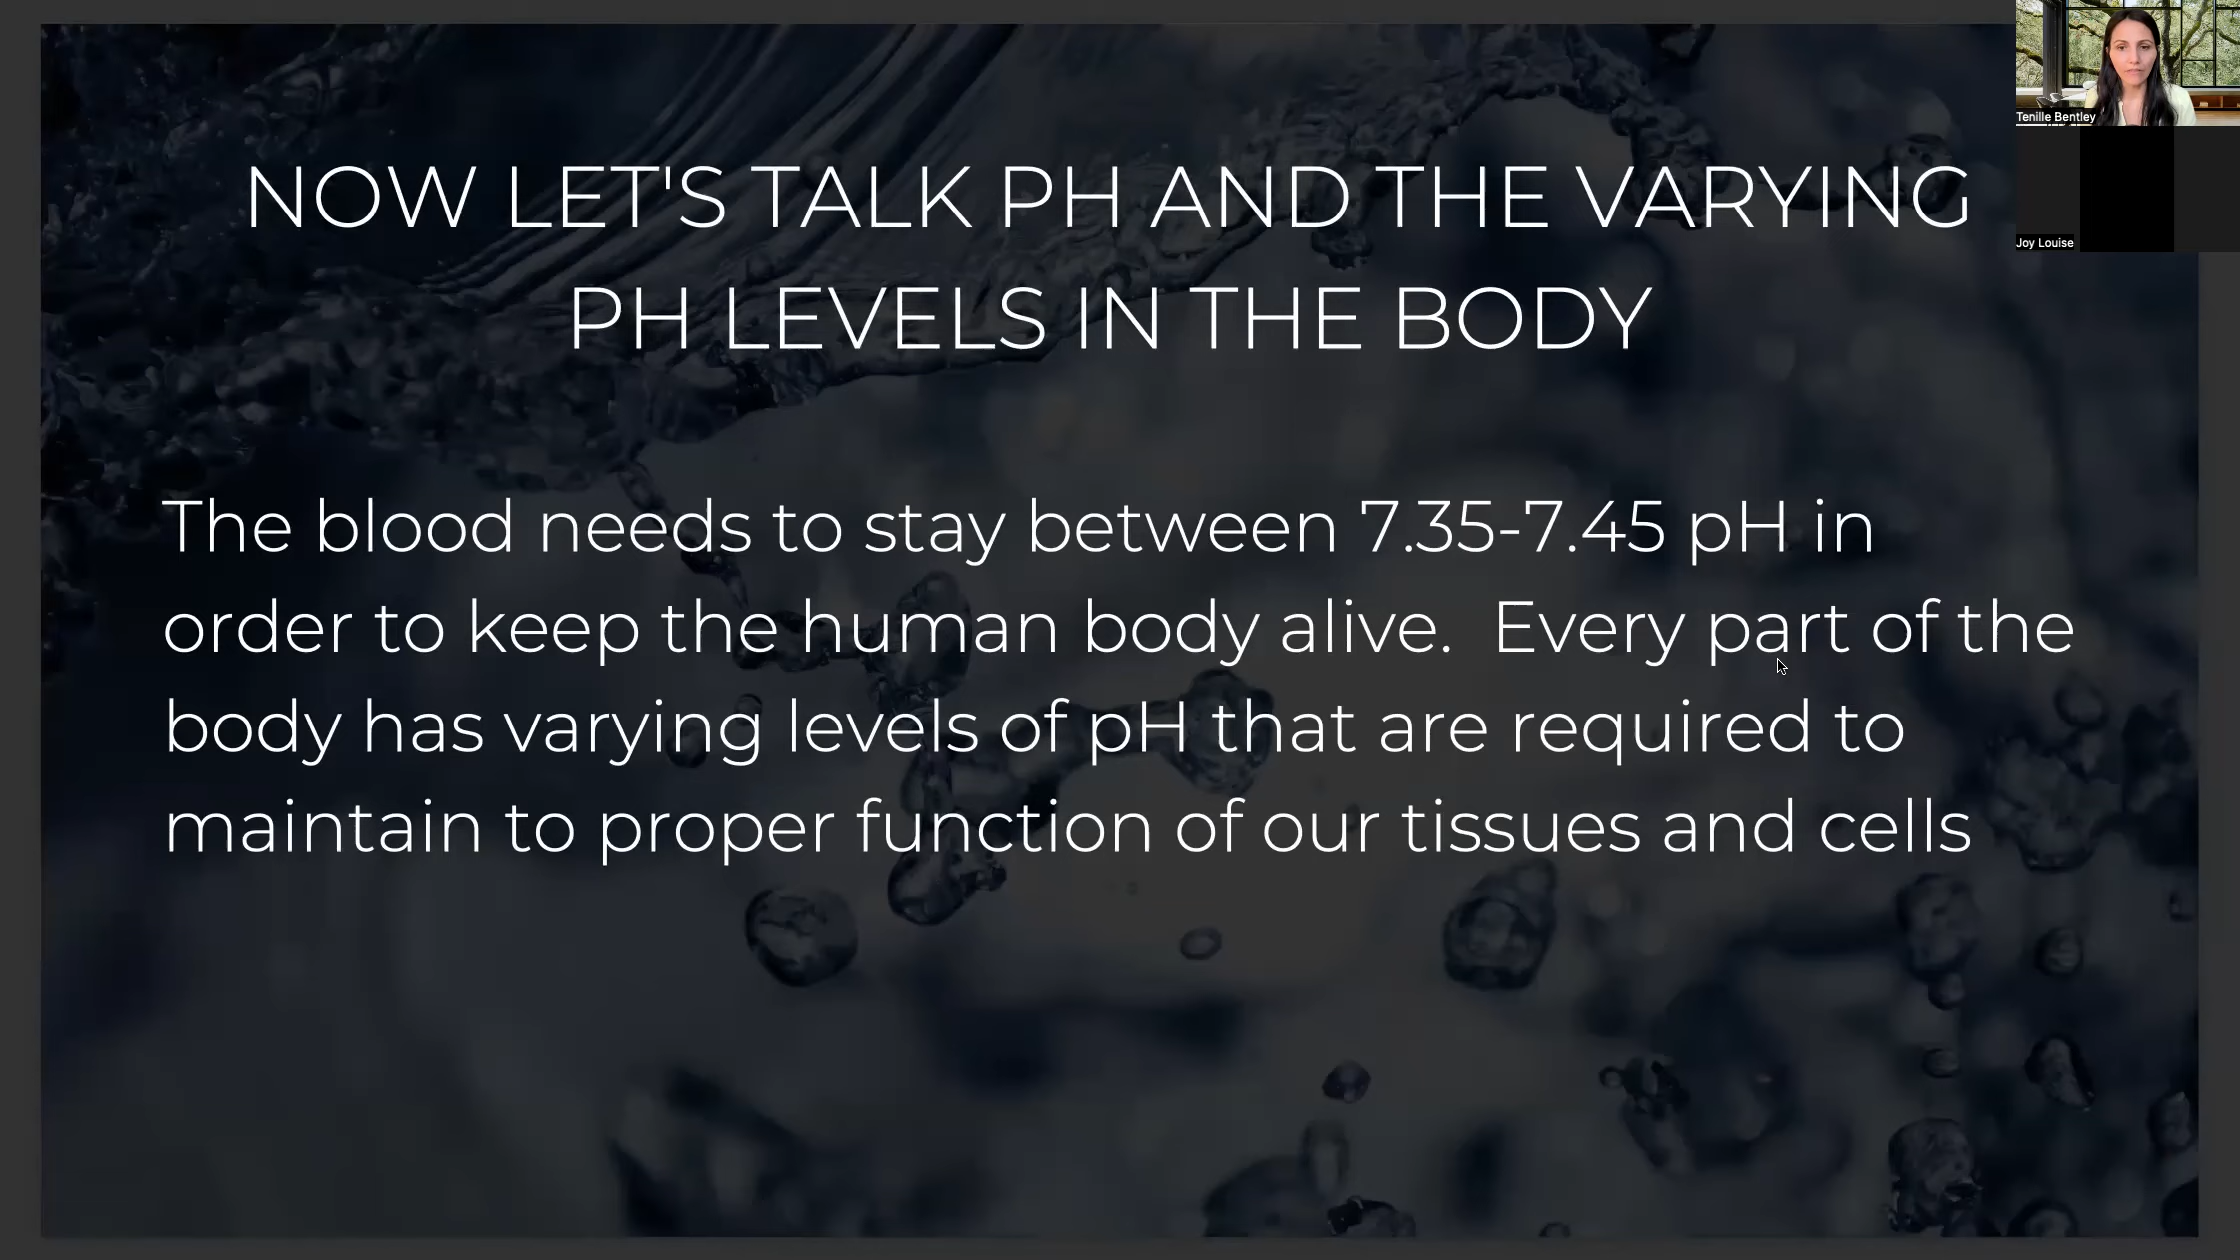 NOW LET'S TALK PH AND THE VARYING
PH LEVELS IN THE BODY
The blood needs to stay between 7.35-7.45 pH in
order to keep the human body alive.  Every part of the
body has varying levels of pH that are required to
maintain to proper function of our tissues and cells
Tenille Bentley
Joy Louise